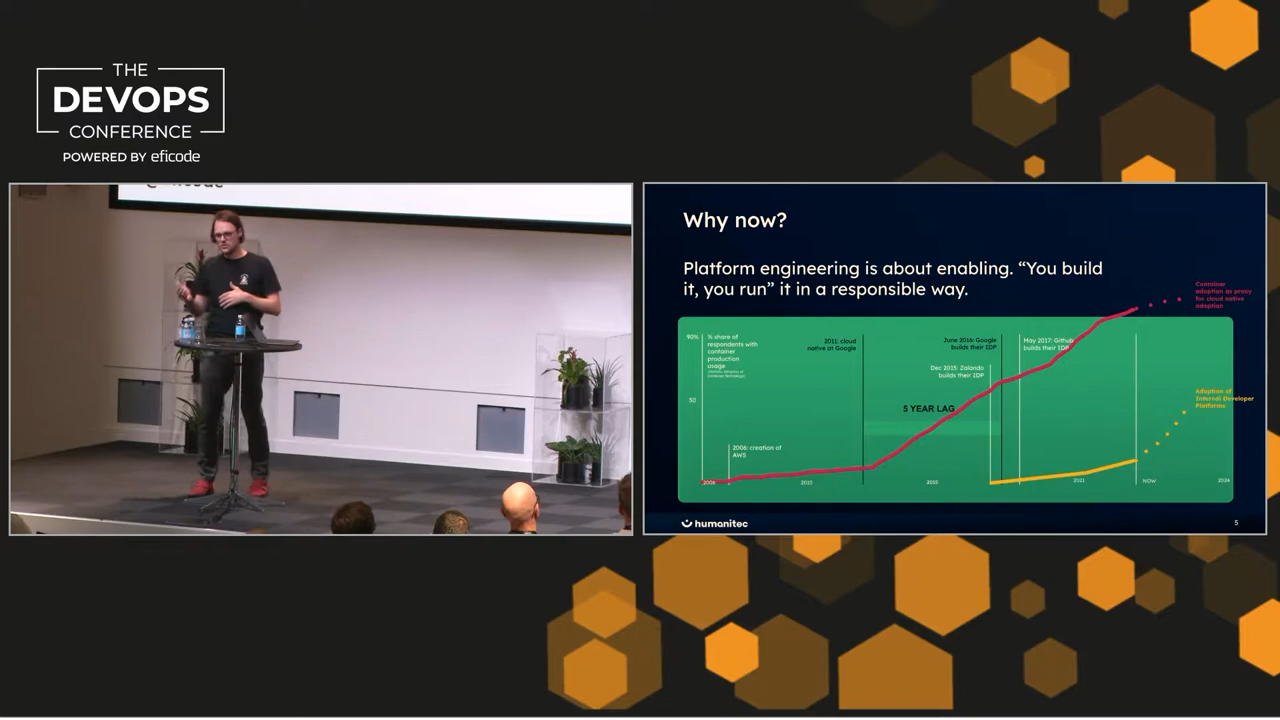 THE
DEVOPS
CONFERENCE
POWERED BY eficode
Why now?
Platform engineering is about enabling. “You build
it, you run” it in a responsible way.
Container
adoption as proxy
for cloud native
adoption
90%
% share of
respondents with
container
production
usage
2011: cloud
native at Google
June 2016: Google
builds their IDP
May 2017: Github
builds their IDP
Dec 2015: Zalando
builds their IDP
50
5 YEAR LAG
Adoption of
Internal Developer
Platforms
2006: creation of
AWS
2006
2010
2015
2021
NOW
2024
humanitec
5